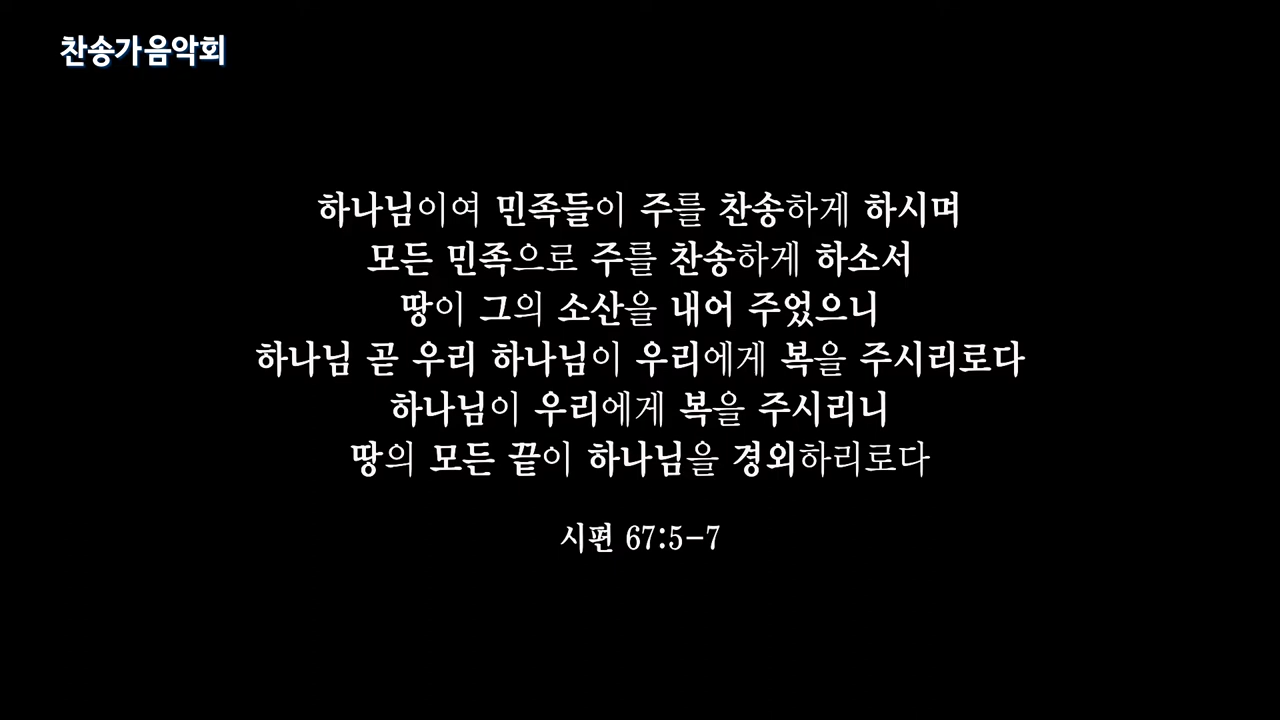 찬송가음악회
하나님이여 민족들이 주를 찬송하게 하시며
모든 민족으로 주를 찬송하게 하소서
땅이 그의 소산을 내어 주었으니
하나님 곧 우리 하나님이 우리에게 복을 주시리로다
하나님이 우리에게 복을 주시리니
땅의 모든 끝이 하나님을 경외하리로다
시편 67:5-7